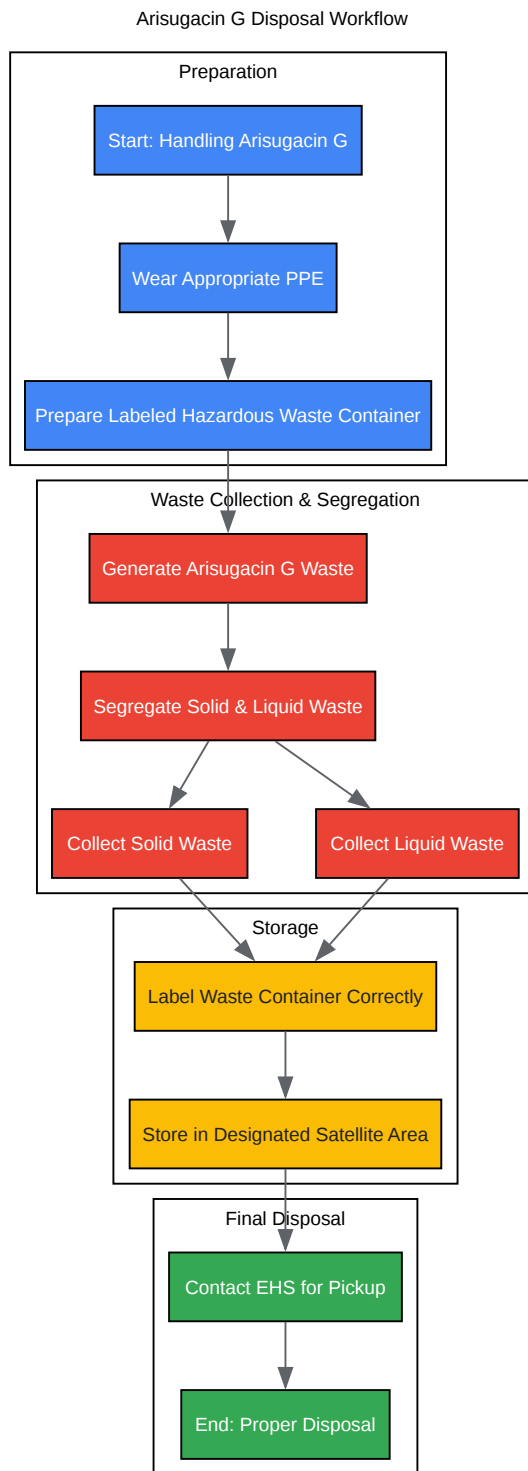 Arisugacin G Disposal Workflow
Preparation
Start: Handling Arisugacin G
Wear Appropriate PPE
Prepare Labeled Hazardous Waste Container
Waste Collection & Segregation
Generate Arisugacin G Waste
Segregate Solid & Liquid Waste
Collect Solid Waste
Collect Liquid Waste
Storage
Label Waste Container Correctly
Store in Designated Satellite Area
Final Disposal
Contact EHS for Pickup
End: Proper Disposal